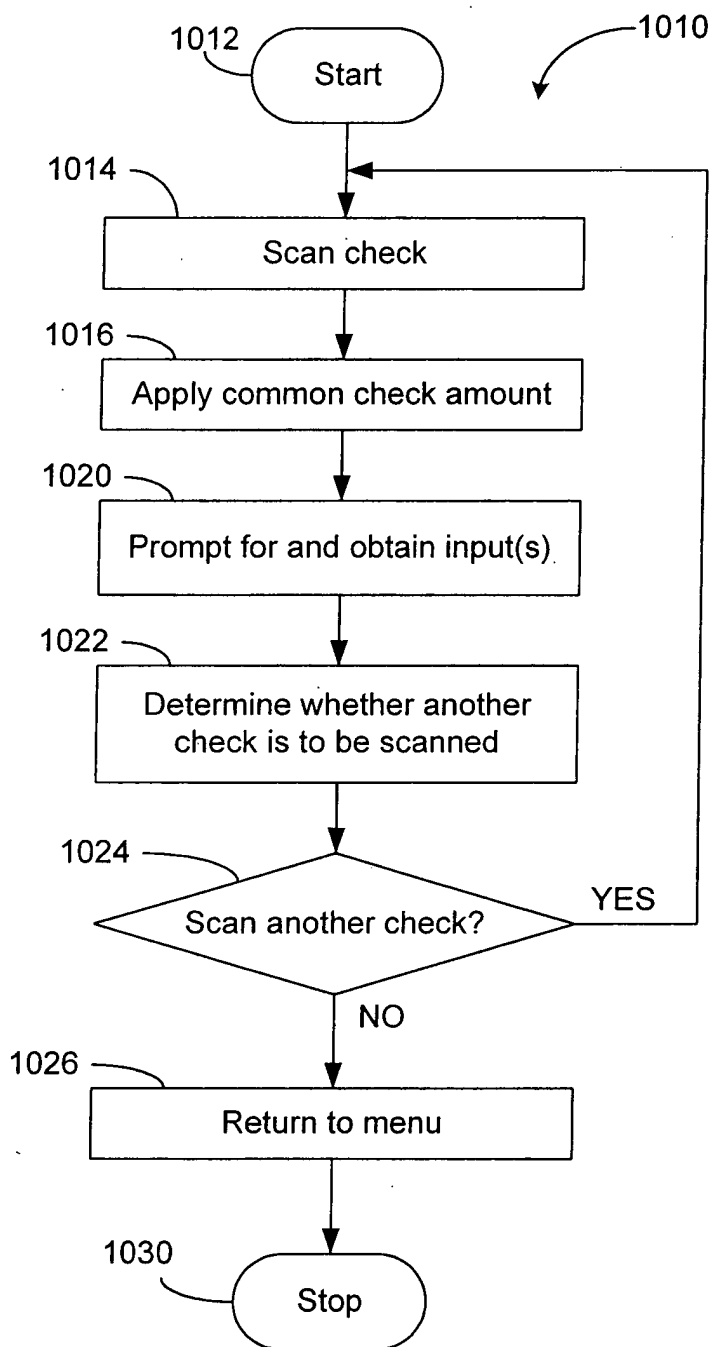 1012
1010
Start
1014
Scan check
1016
Apply common check amount
1020
Prompt for and obtain input(s)
1022
Determine whether another
check is to be scanned
1024
Scan another check?
YES
NO
1026
Return to menu
1030
Stop